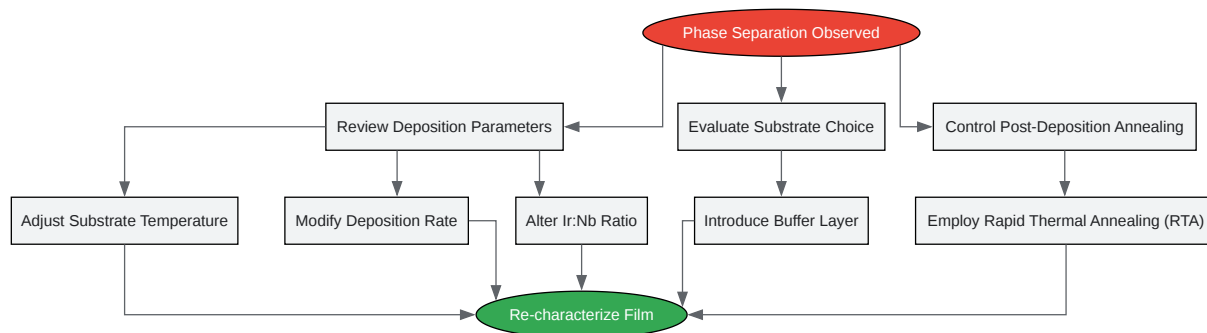 Phase Separation Observed
Review Deposition Parameters
Evaluate Substrate Choice
Control Post-Deposition Annealing
Adjust Substrate Temperature
Modify Deposition Rate
Alter Ir:Nb Ratio
Introduce Buffer Layer
Employ Rapid Thermal Annealing (RTA)
Re-characterize Film